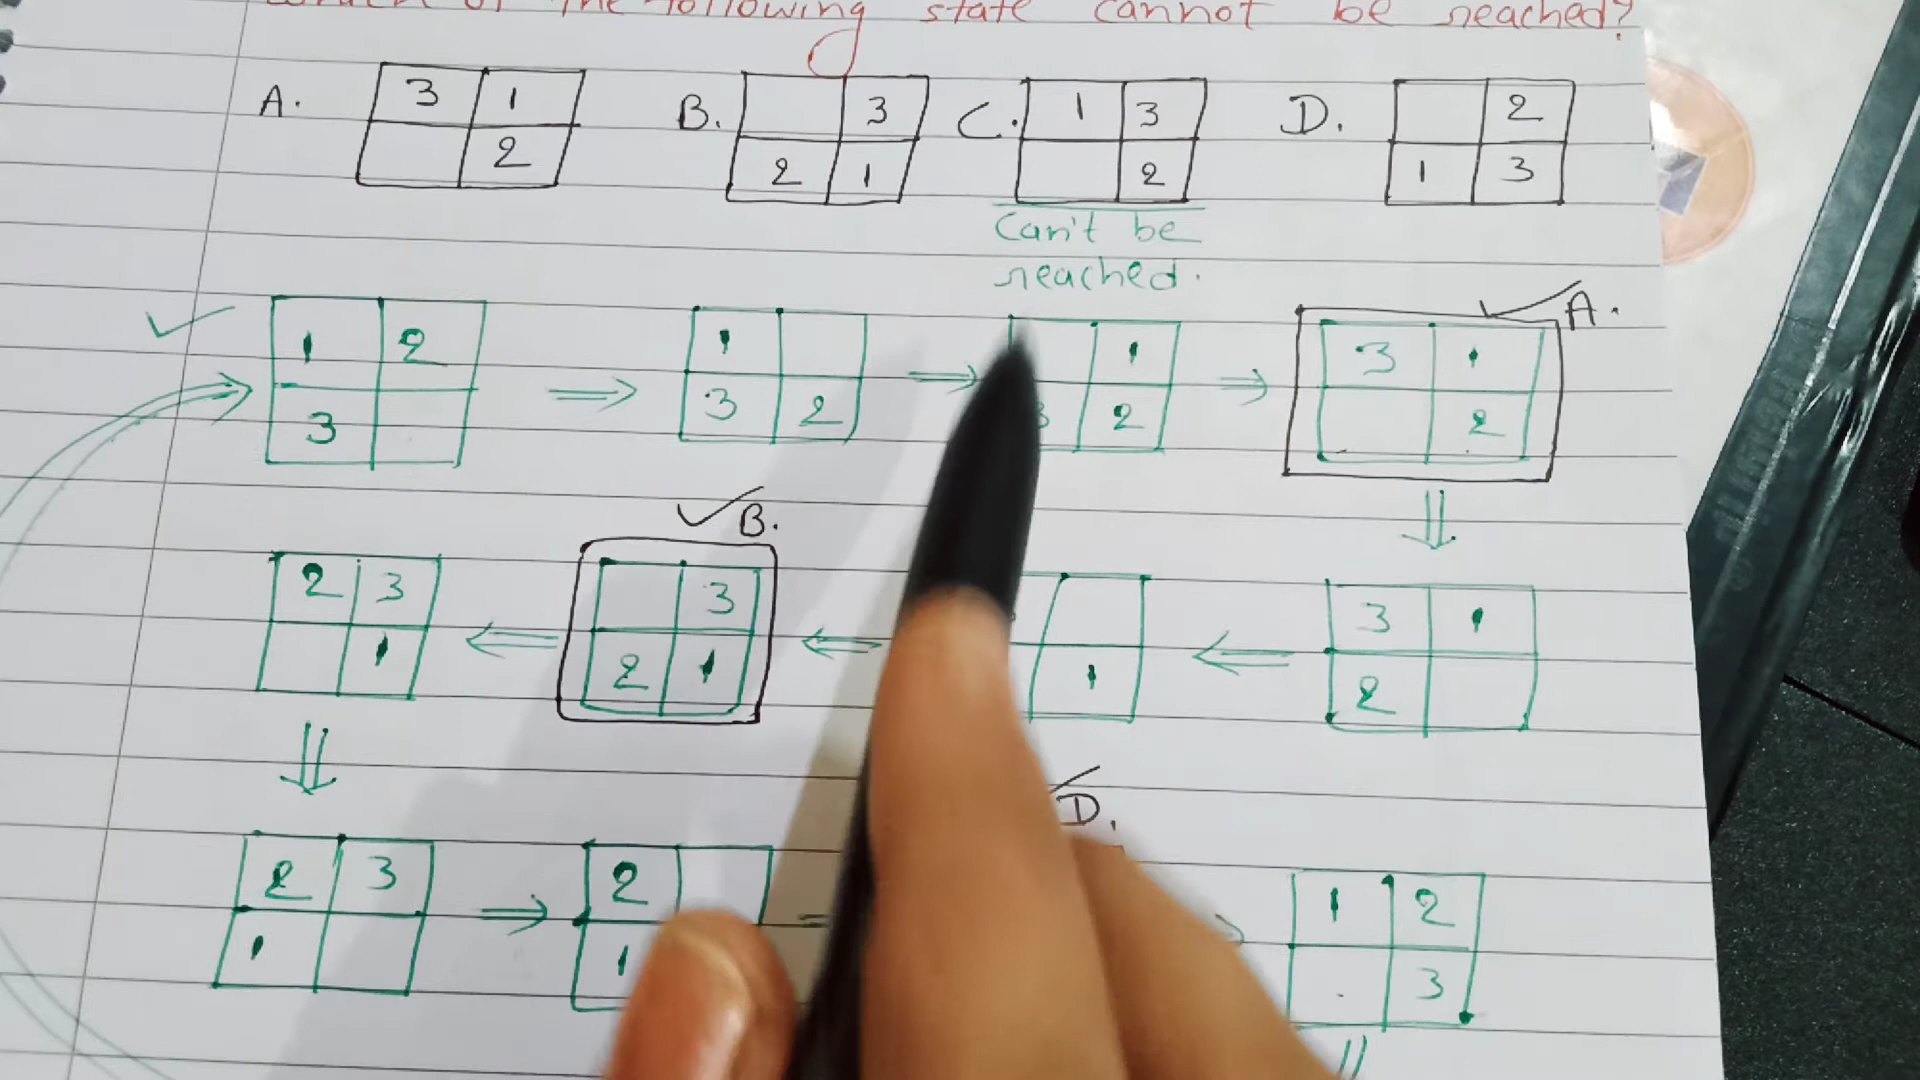 of the following state cannot be reached?
A. 3 1 B. 3 C. 1 3 D. 2
2 2 1 2 1 3
Can't be
reached.
A.
1 2 1 1 3 1
3 3 2 2 2
B.
2 3 3 3 1
1 2 1 1 2
D.
2 3 2 1 2
1 1 3